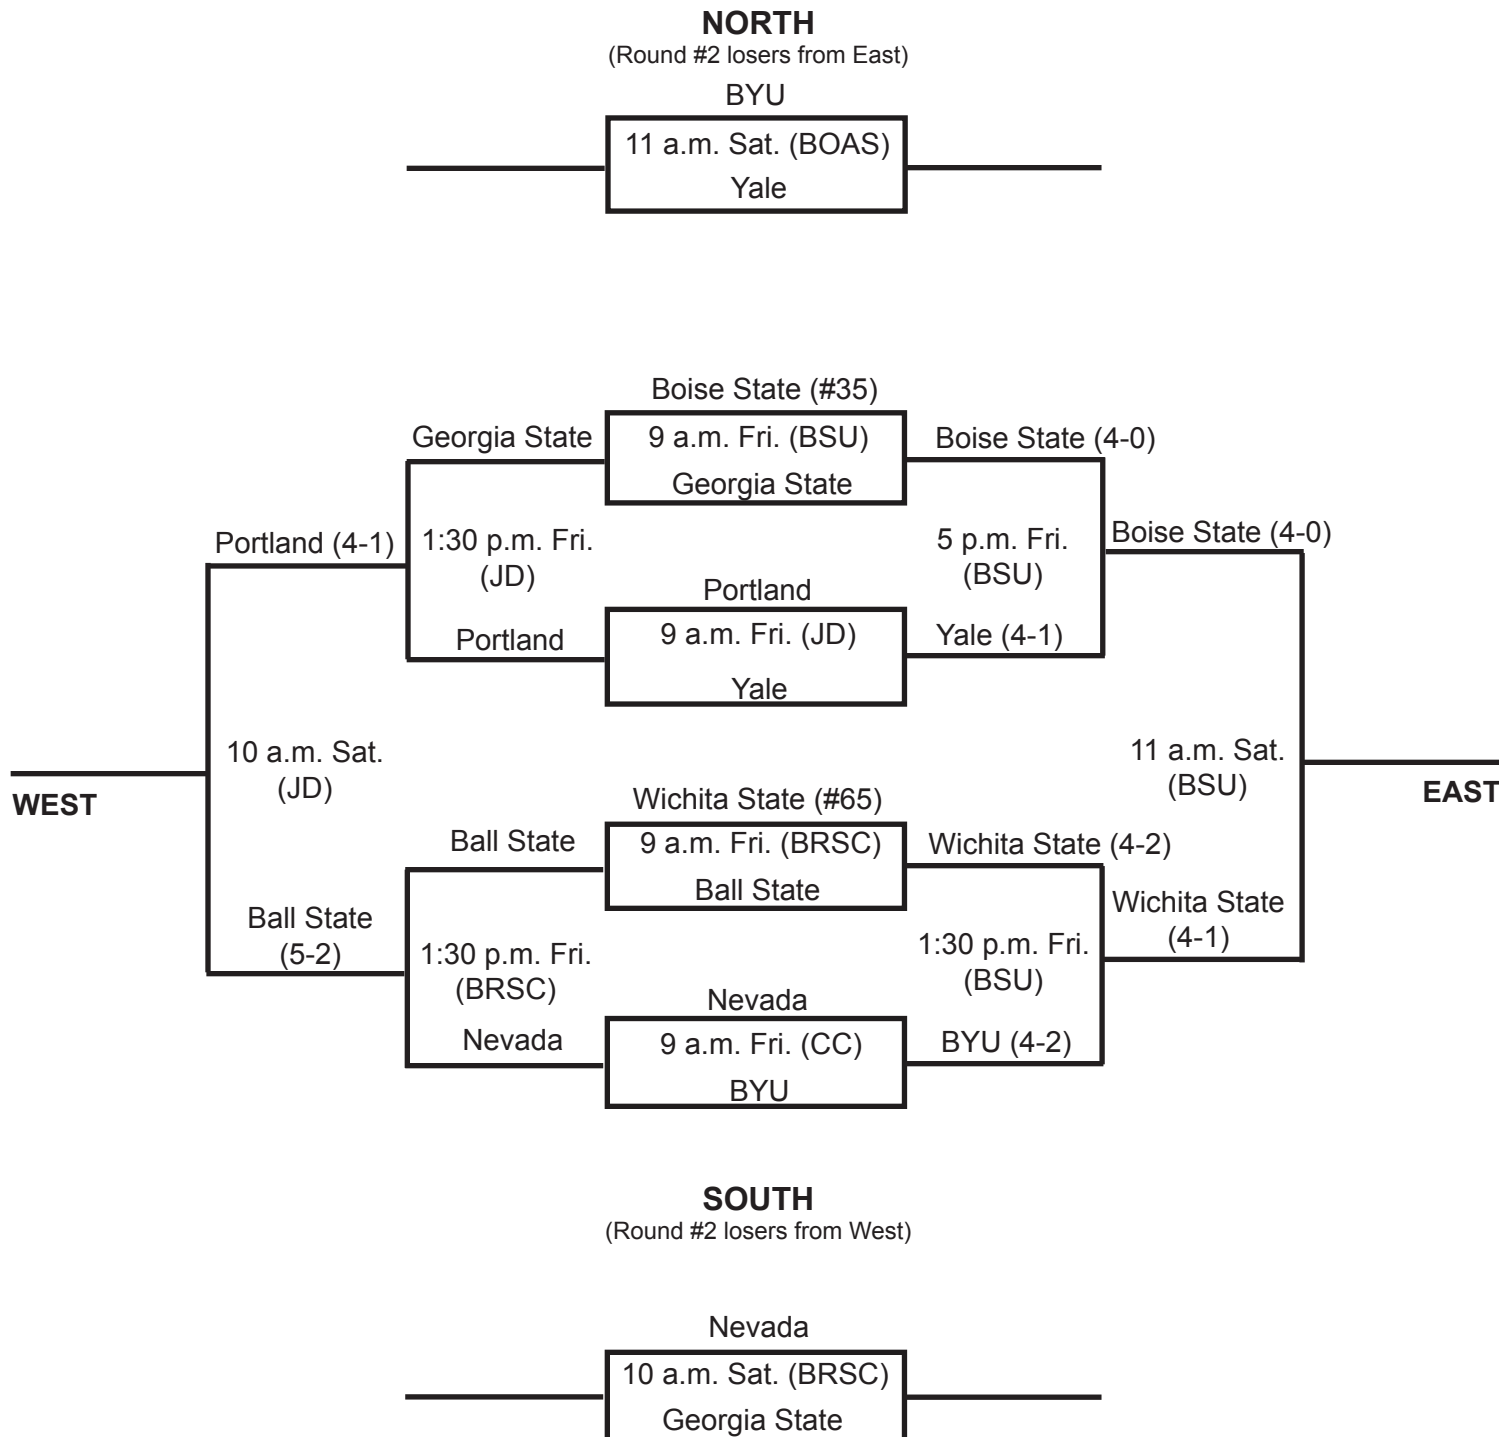 NORTH
(Round #2 losers from East)
BYU
11 a.m. Sat. (BOAS)
Yale
Boise State (#35)
Georgia State
9 a.m. Fri. (BSU)
Boise State (4-0)
Georgia State
Portland (4-1)
1:30 p.m. Fri.
(JD)
5 p.m. Fri.
(BSU)
Boise State (4-0)
Portland
Portland
9 a.m. Fri. (JD)
Yale (4-1)
Yale
10 a.m. Sat.
(JD)
11 a.m. Sat.
(BSU)
WEST
EAST
Wichita State (#65)
Ball State
9 a.m. Fri. (BRSC)
Wichita State (4-2)
Ball State
Ball State
(5-2)
1:30 p.m. Fri.
(BRSC)
1:30 p.m. Fri.
(BSU)
Wichita State
(4-1)
Nevada
Nevada
9 a.m. Fri. (CC)
BYU (4-2)
BYU
SOUTH
(Round #2 losers from West)
Nevada
10 a.m. Sat. (BRSC)
Georgia State